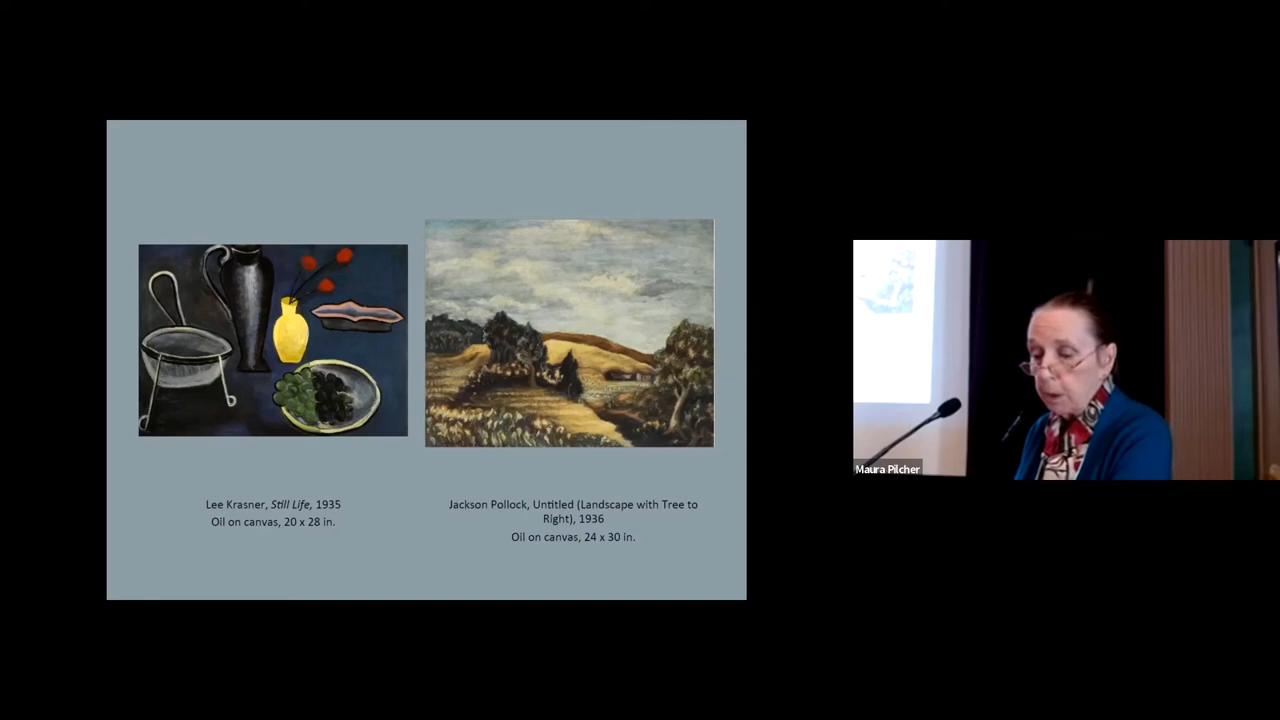 Lee Krasner, Still Life, 1935
Oil on canvas, 20 x 28 in.
Jackson Pollock, Untitled (Landscape with Tree to
Right), 1936
Oil on canvas, 24 x 30 in.
Maura Pilcher